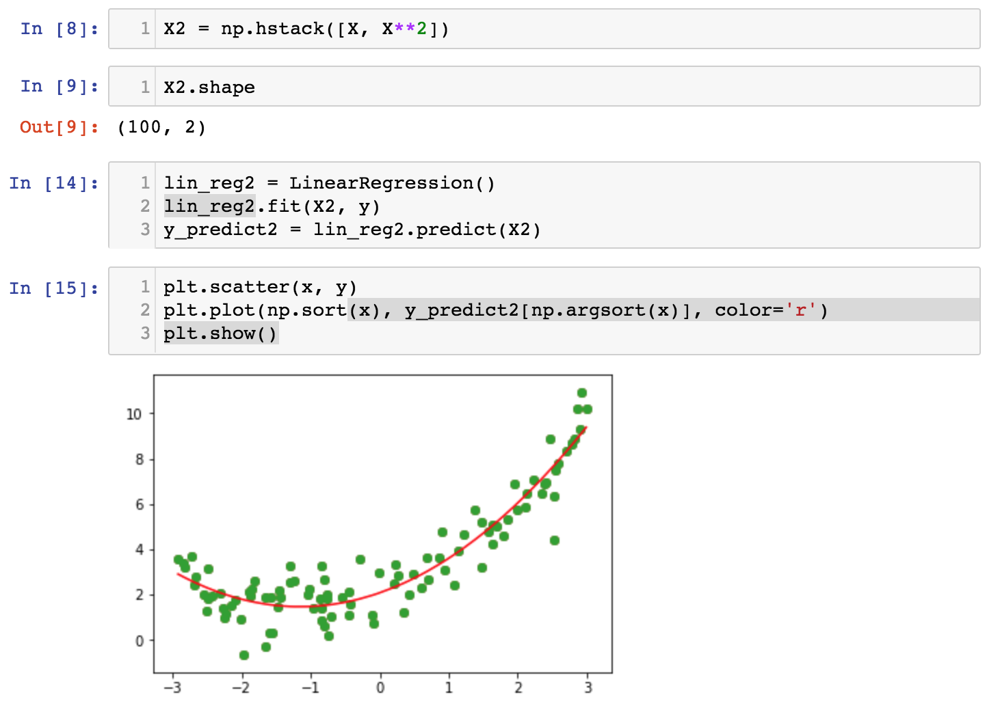 In [8]: 1 X2 = np.hstack([X, X**2])
In [9]: 1 X2.shape
Out[9]: (100, 2)
In [14]: 1 lin_reg2 = LinearRegression()
2 lin_reg2.fit(X2, y)
3 y_predict2 = lin_reg2.predict(X2)
In [15]: 1 plt.scatter(x, y)
2 plt.plot(np.sort(x), y_predict2[np.argsort(x)], color='r')
3 plt.show()
10
8
6
4
2
0
−3 −2 −1 0 1 2 3